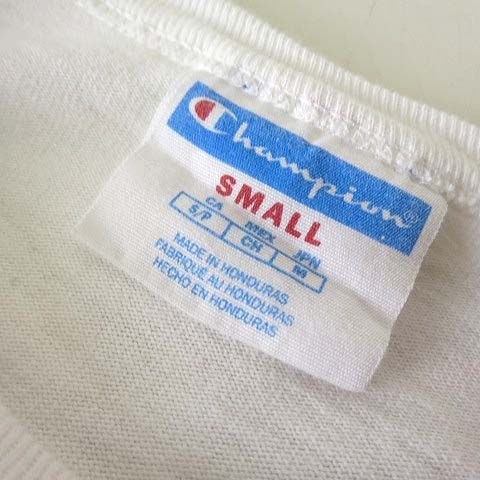 Champion
SMALL
CA MEX JPN
S/P CH M
MADE IN HONDURAS
FABRIQUÉ AU HONDURAS
HECHO EN HONDURAS